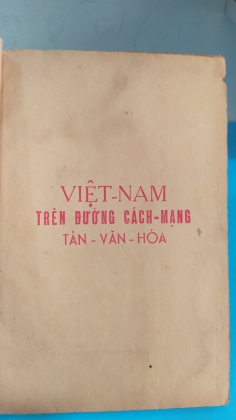 VIỆT-NAM
TRÊN ĐƯỜNG CÁCH-MẠNG
TÂN - VĂN - HÓA